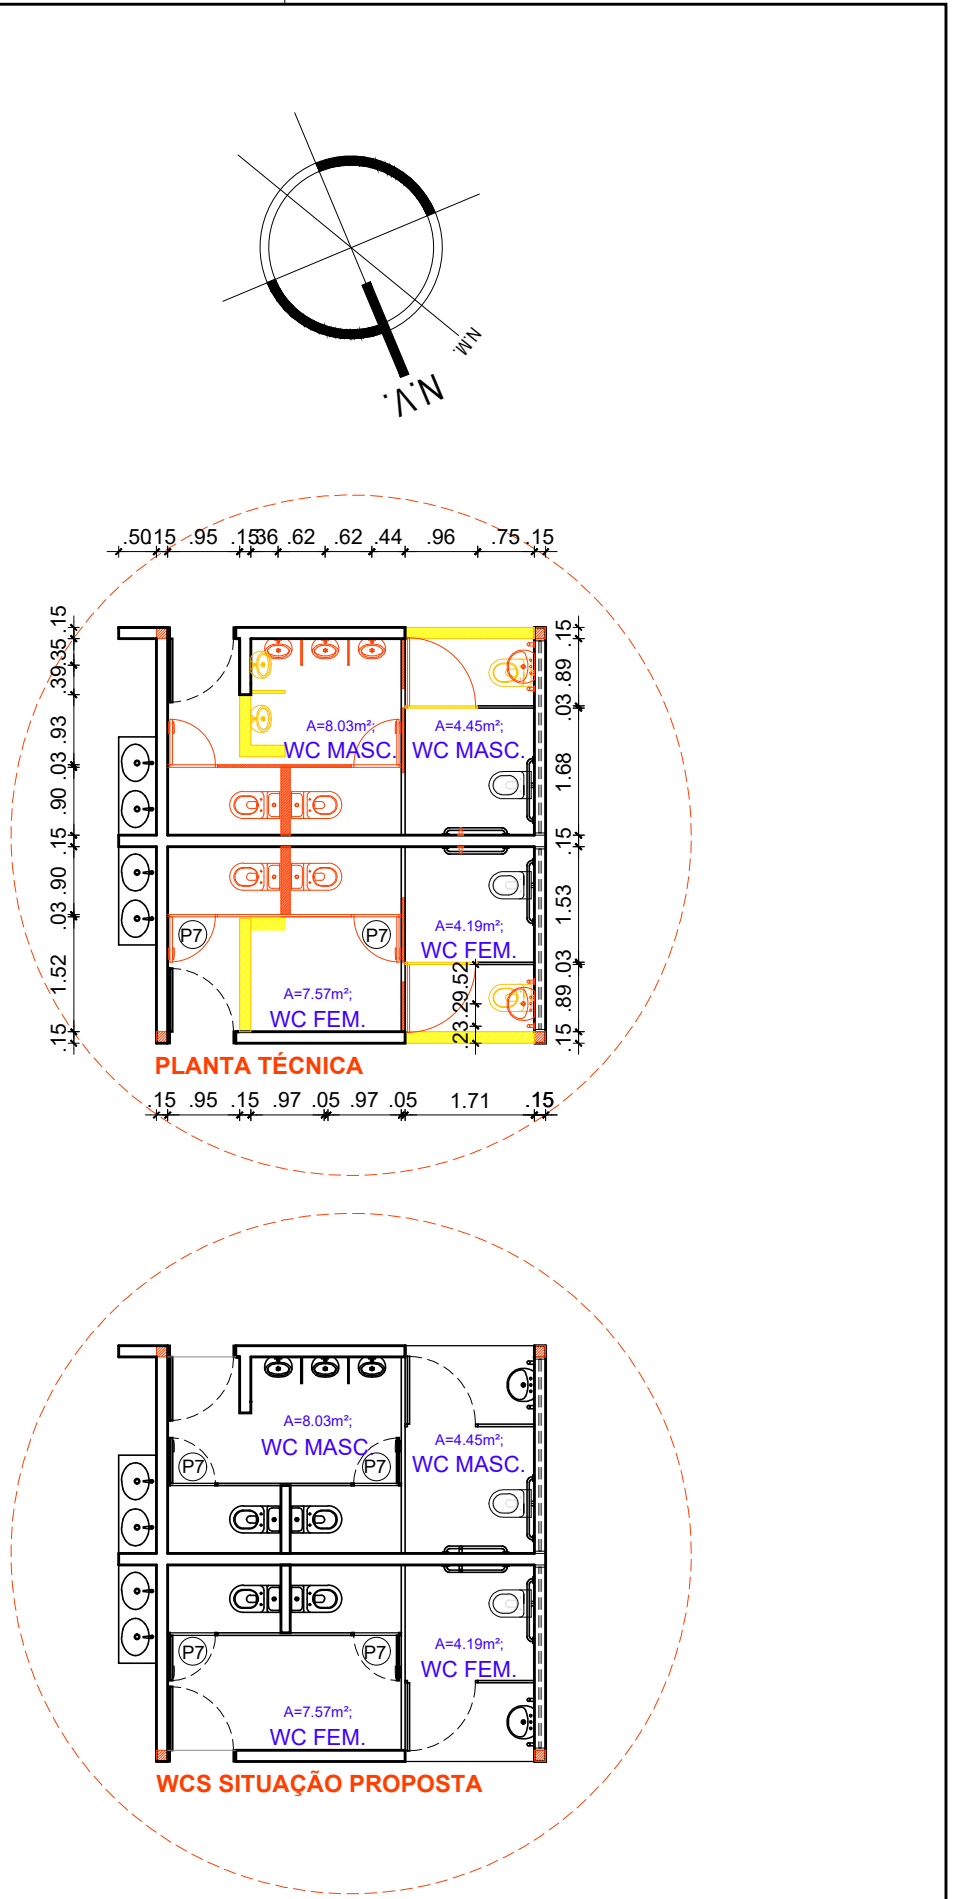 N.M.
N.V.
.50 .15 .95 .15 .36 .62 .62 .44 .96 .75 .15
.15
.35
.39
.93
.03
.90
.15
.90
.03
1.52
.15
.15
.89
.03
1.68
.15
1.53
.03
.89
.15
A=8.03m²;
WC MASC.
A=4.45m²;
WC MASC.
P7
P7
A=4.19m²;
WC FEM.
A=7.57m²;
WC FEM.
.52
.29
.23
PLANTA TÉCNICA
.15 .95 .15 .97 .05 .97 .05 1.71 .15
A=8.03m²;
WC MASC.
A=4.45m²;
WC MASC.
P7
P7
P7
P7
A=4.19m²;
WC FEM.
A=7.57m²;
WC FEM.
WCS SITUAÇÃO PROPOSTA